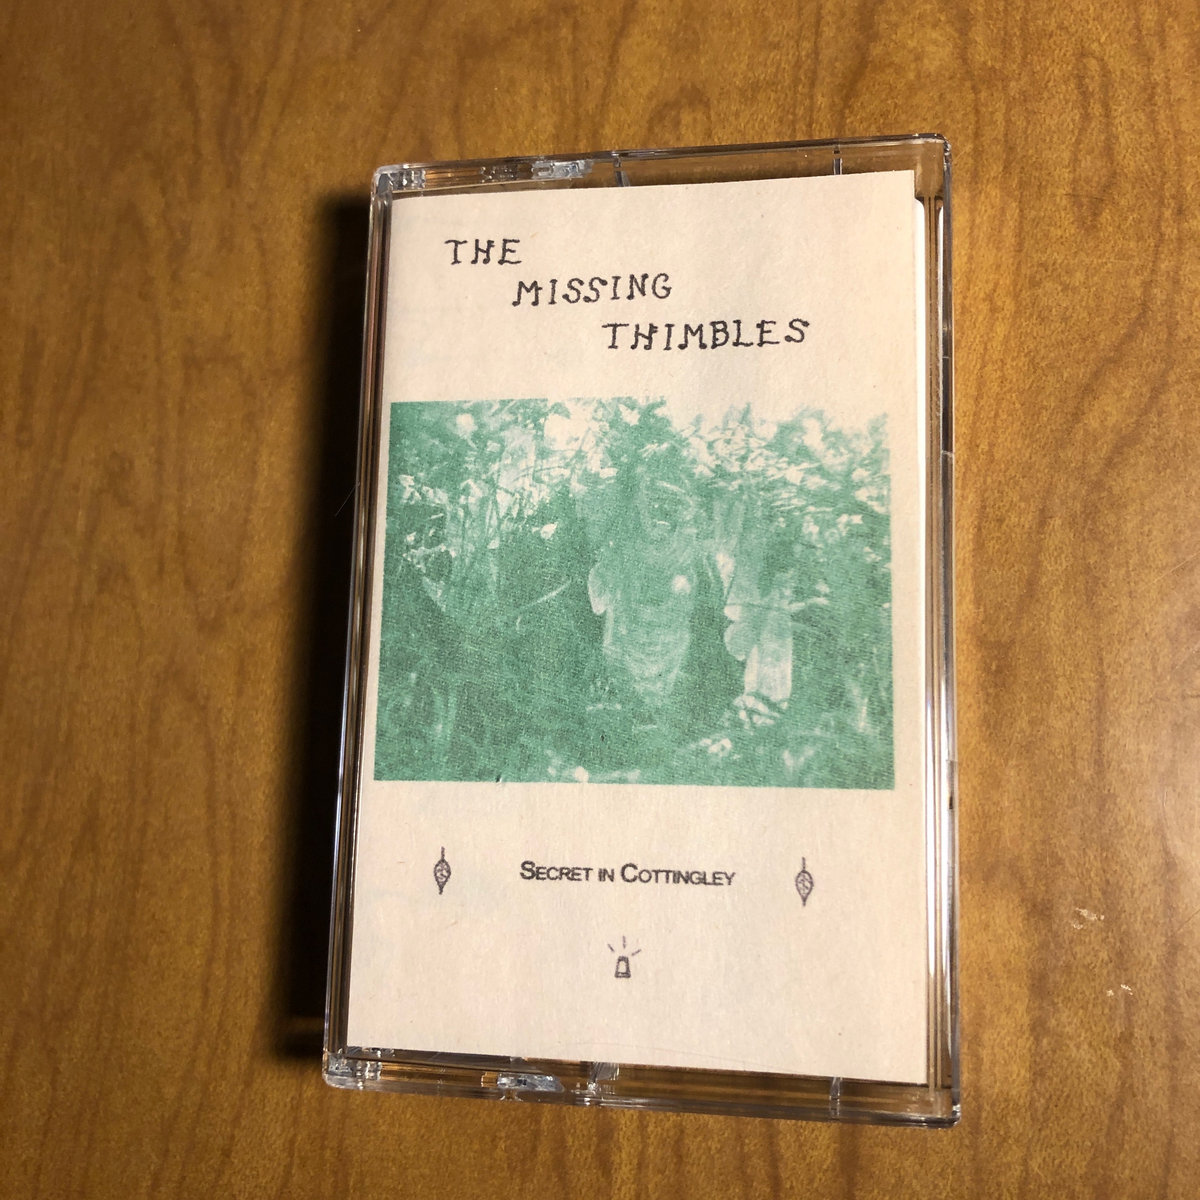 THE
MISSING
THIMBLES
SECRET IN COTTINGLEY